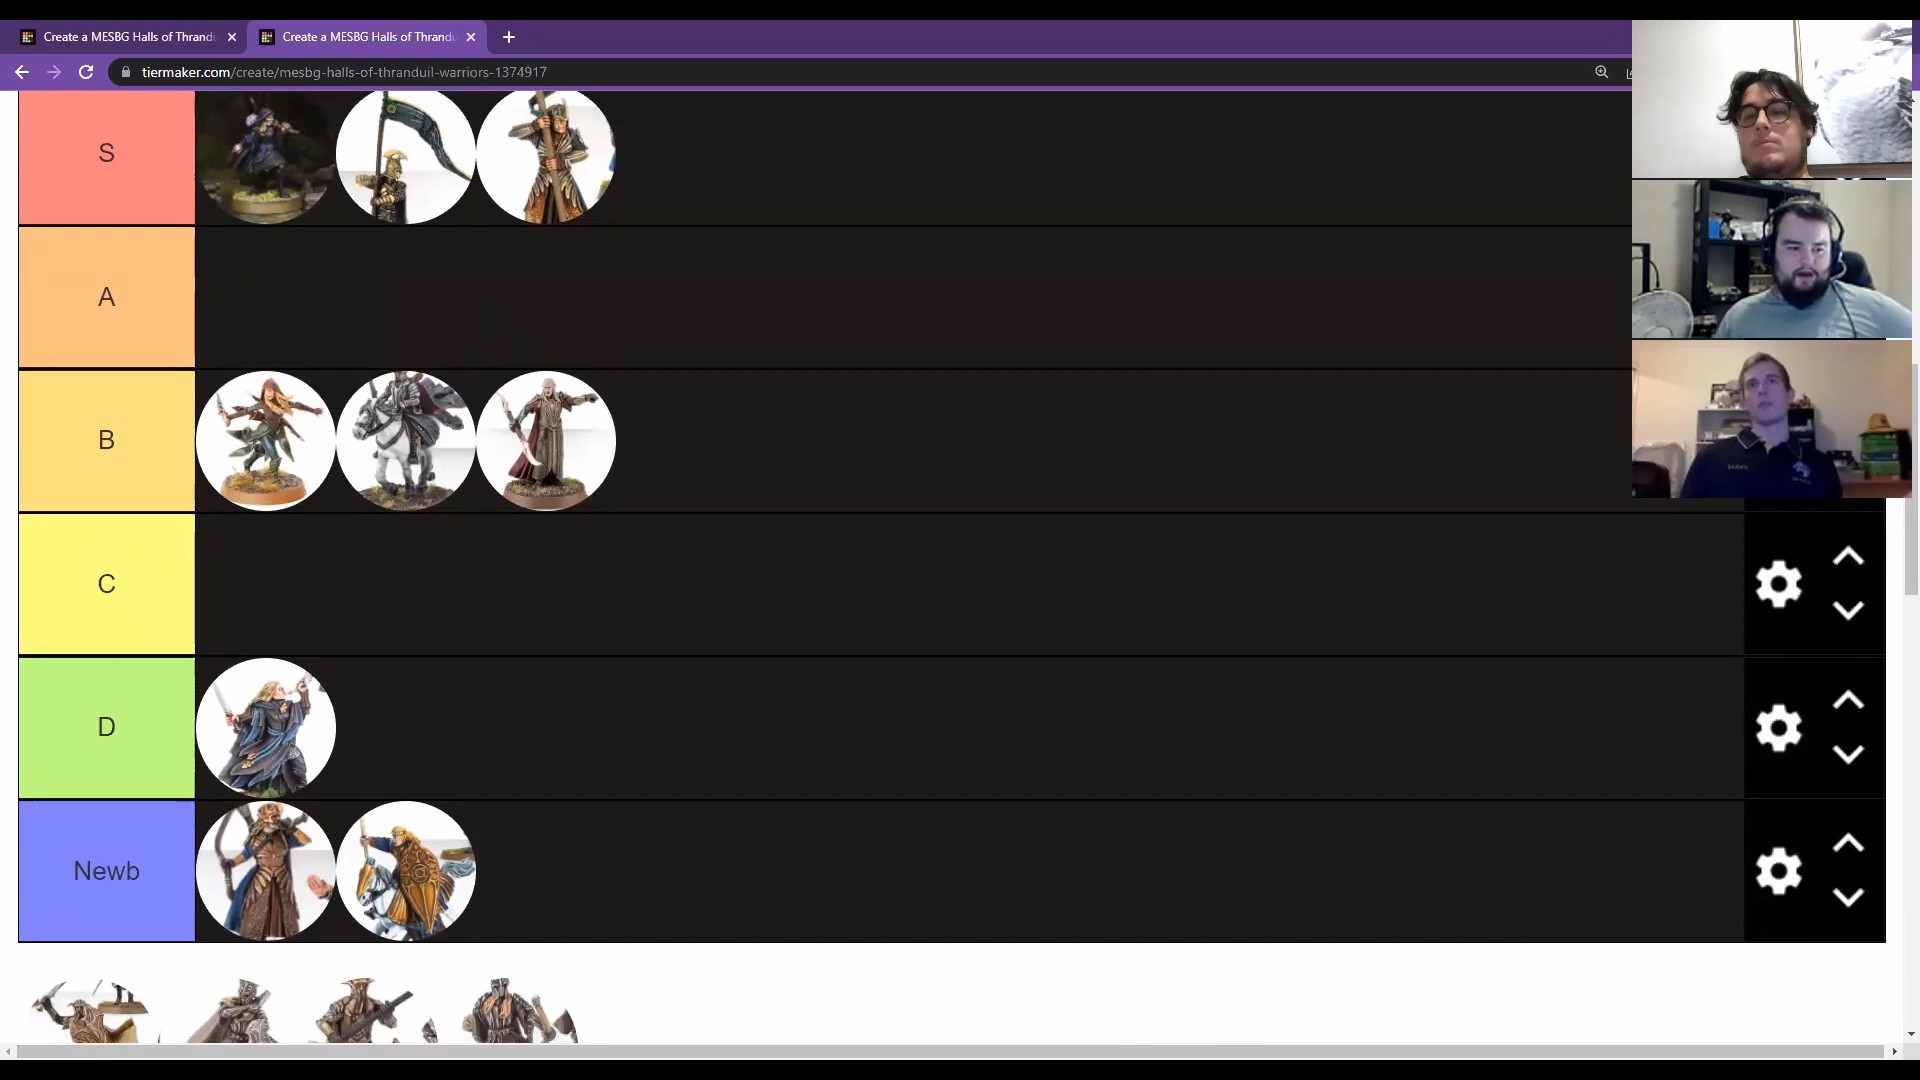 Create a MESBG Halls of Thrandu
Create a MESBG Halls of Thrandu
tiermaker.com/create/mesbg-halls-of-thranduil-warriors-1374917
S
A
B
C
D
Newb